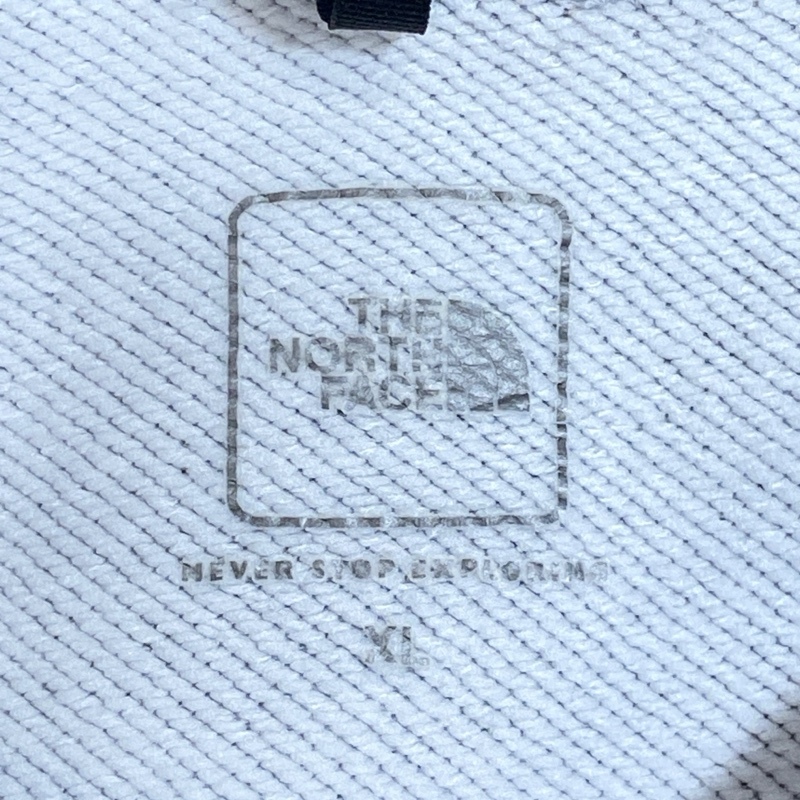 THE
NORTH
FACE
NEVER STOP EXPLORING
XL